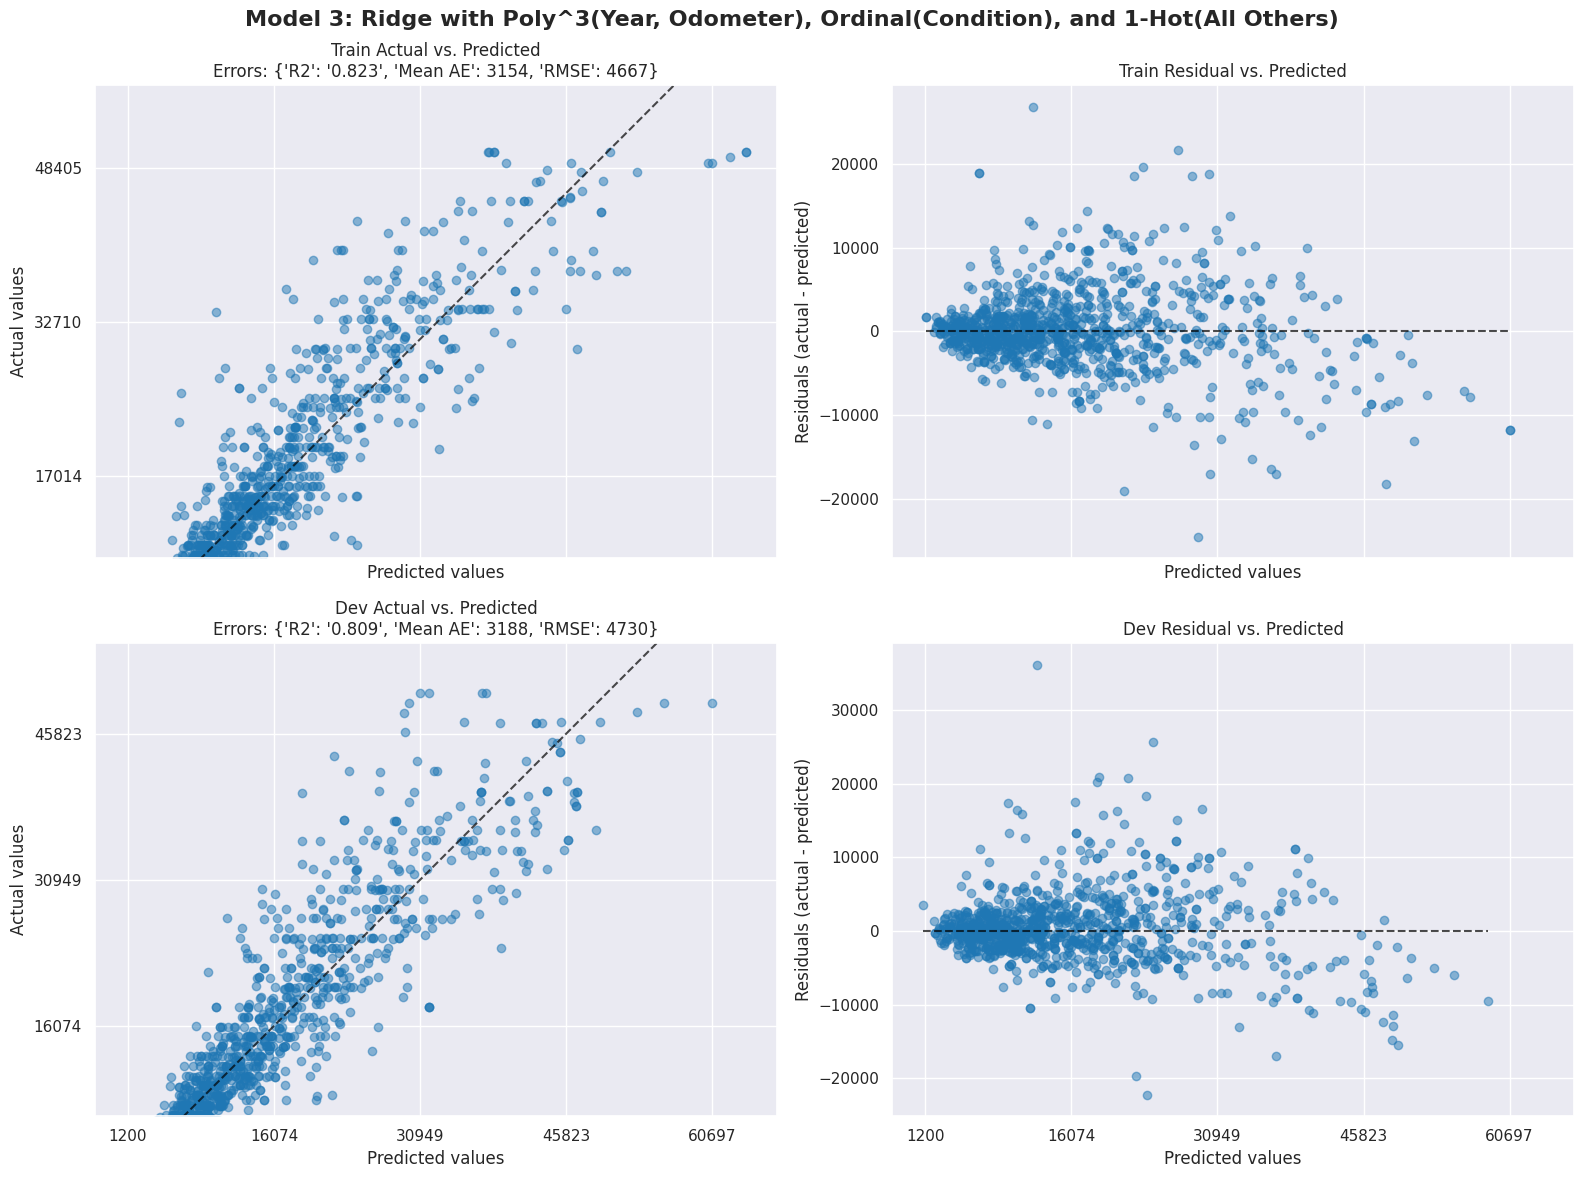 Model 3: Ridge with Poly^3(Year, Odometer), Ordinal(Condition), and 1-Hot(All Others)
Train Actual vs. Predicted
Errors: {'R2': '0.823', 'Mean AE': 3154, 'RMSE': 4667}
Actual values
48405
32710
17014
Predicted values
Train Residual vs. Predicted
Residuals (actual - predicted)
20000
10000
0
−10000
−20000
Predicted values
Dev Actual vs. Predicted
Errors: {'R2': '0.809', 'Mean AE': 3188, 'RMSE': 4730}
Actual values
45823
30949
16074
1200 16074 30949 45823 60697
Predicted values
Dev Residual vs. Predicted
Residuals (actual - predicted)
30000
20000
10000
0
−10000
−20000
1200 16074 30949 45823 60697
Predicted values